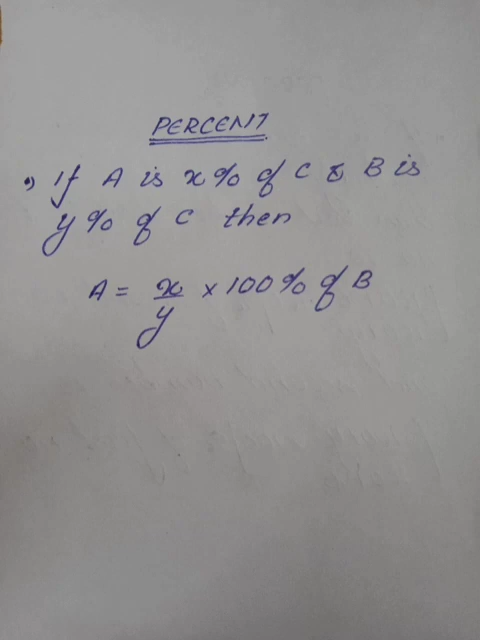 PERCENT
•) If A is x% of C & B is
y% of C then
A = x/y × 100% of B